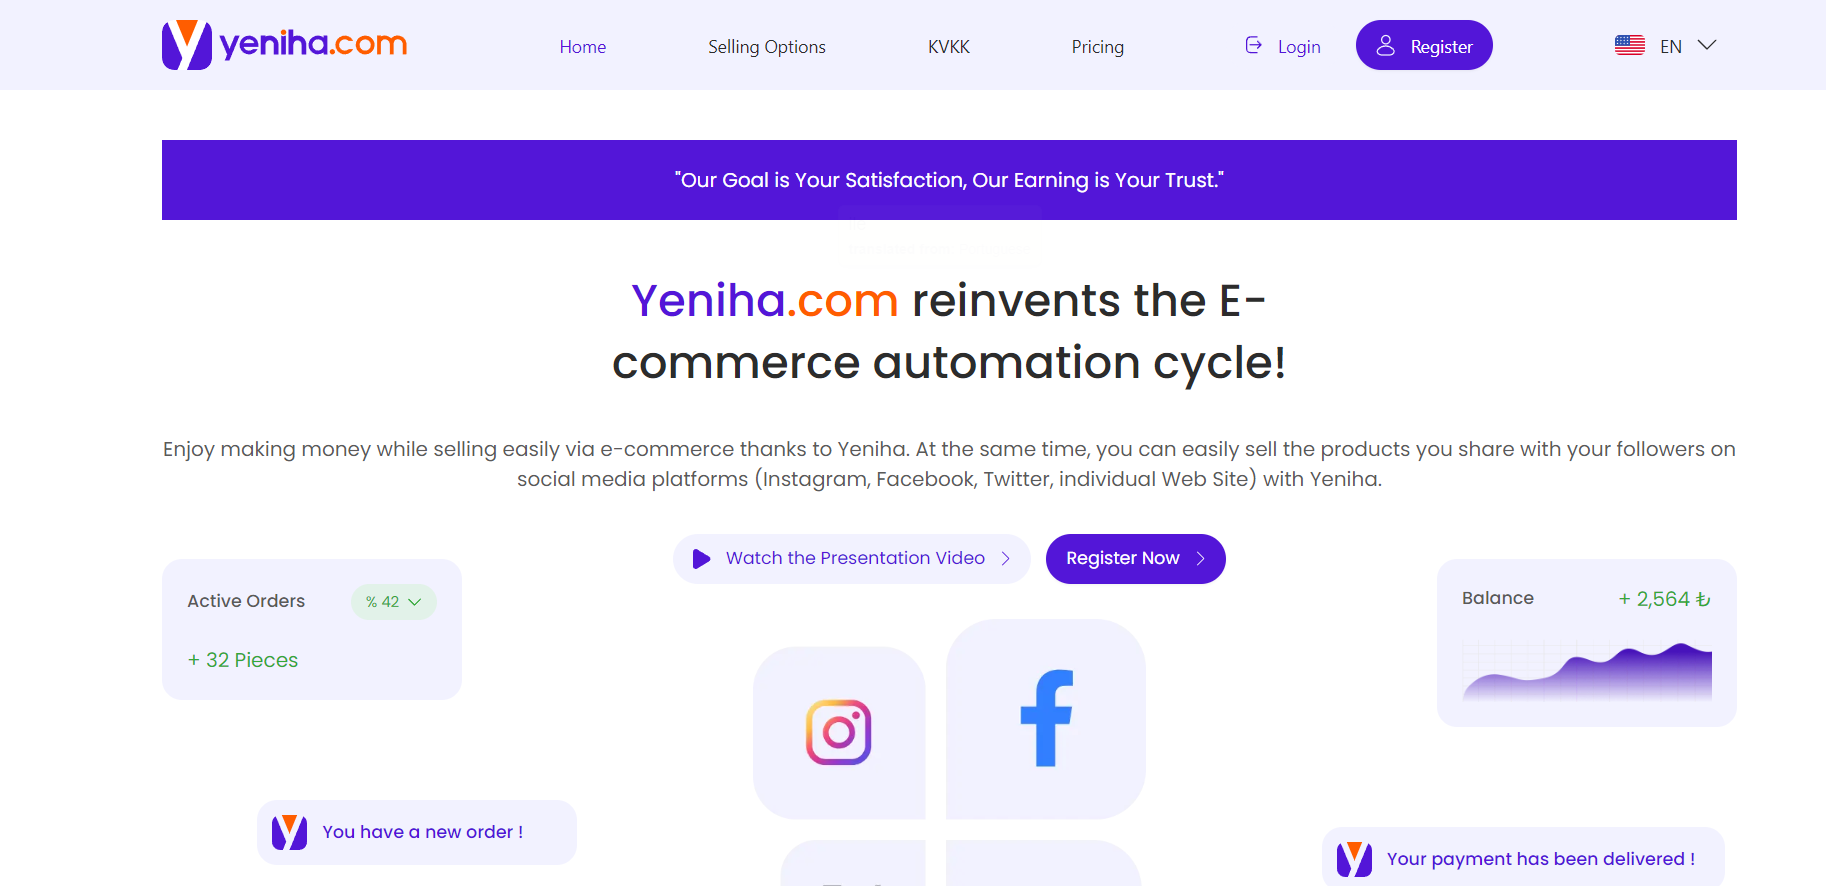 yeniha.com
Home
Selling Options
KVKK
Pricing
Login
Register
EN
"Our Goal is Your Satisfaction, Our Earning is Your Trust."
Yeniha.com reinvents the E-
commerce automation cycle!
Enjoy making money while selling easily via e-commerce thanks to Yeniha. At the same time, you can easily sell the products you share with your followers on
social media platforms (Instagram, Facebook, Twitter, individual Web Site) with Yeniha.
Watch the Presentation Video
Register Now
Active Orders
% 42
+ 32 Pieces
Balance
+ 2,564 ₺
You have a new order !
Your payment has been delivered !